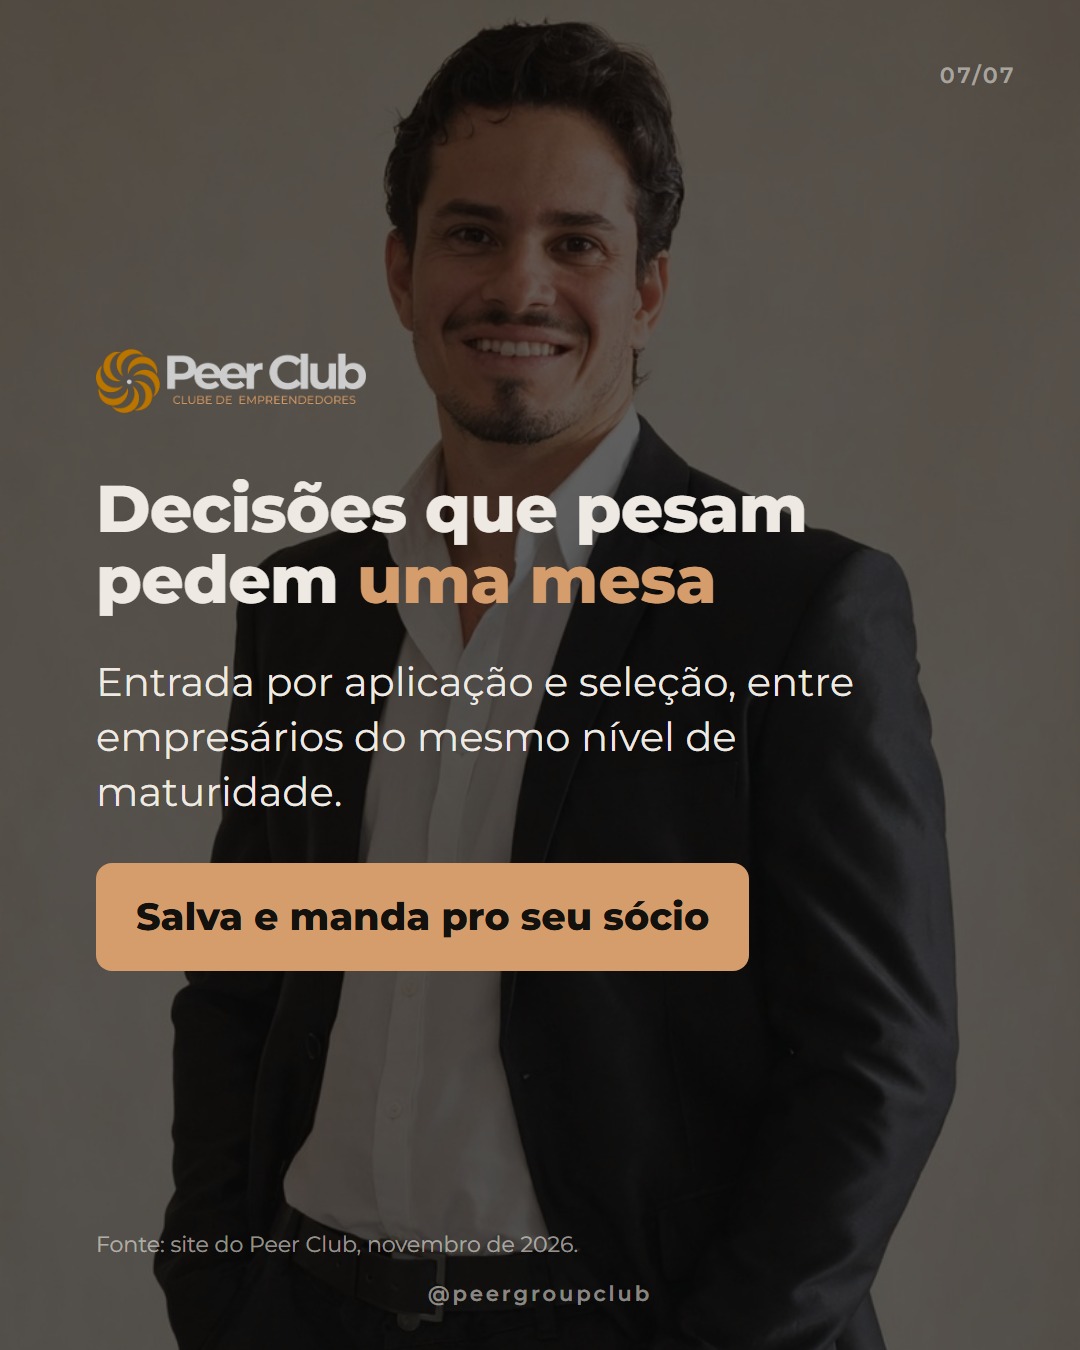 07/07
Peer Club
CLUBE DE EMPREENDEDORES
Decisões que pesam
pedem uma mesa
Entrada por aplicação e seleção, entre
empresários do mesmo nível de
maturidade.
Salva e manda pro seu sócio
Fonte: site do Peer Club, novembro de 2026.
@peergroupclub